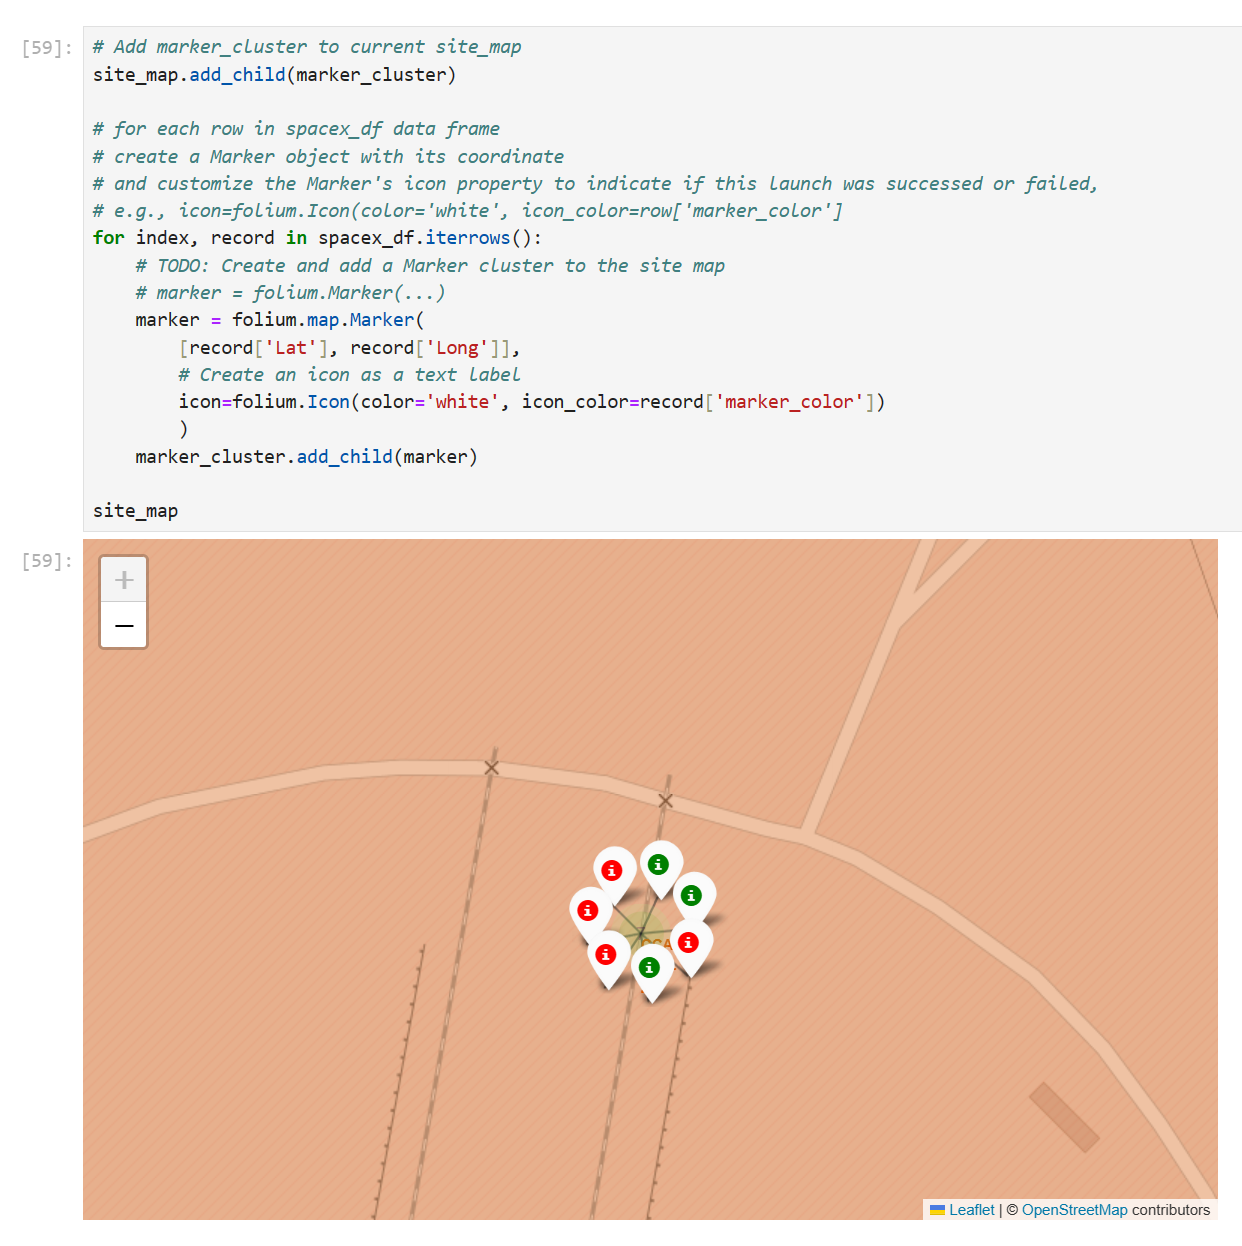 [59]:
# Add marker_cluster to current site_map
site_map.add_child(marker_cluster)
# for each row in spacex_df data frame
# create a Marker object with its coordinate
# and customize the Marker's icon property to indicate if this launch was successed or failed,
# e.g., icon=folium.Icon(color='white', icon_color=row['marker_color']
for index, record in spacex_df.iterrows():
    # TODO: Create and add a Marker cluster to the site map
    # marker = folium.Marker(...)
    marker = folium.map.Marker(
        [record['Lat'], record['Long']],
        # Create an icon as a text label
        icon=folium.Icon(color='white', icon_color=record['marker_color'])
        )
    marker_cluster.add_child(marker)
site_map
[59]:
+
−
Leaflet | © OpenStreetMap contributors